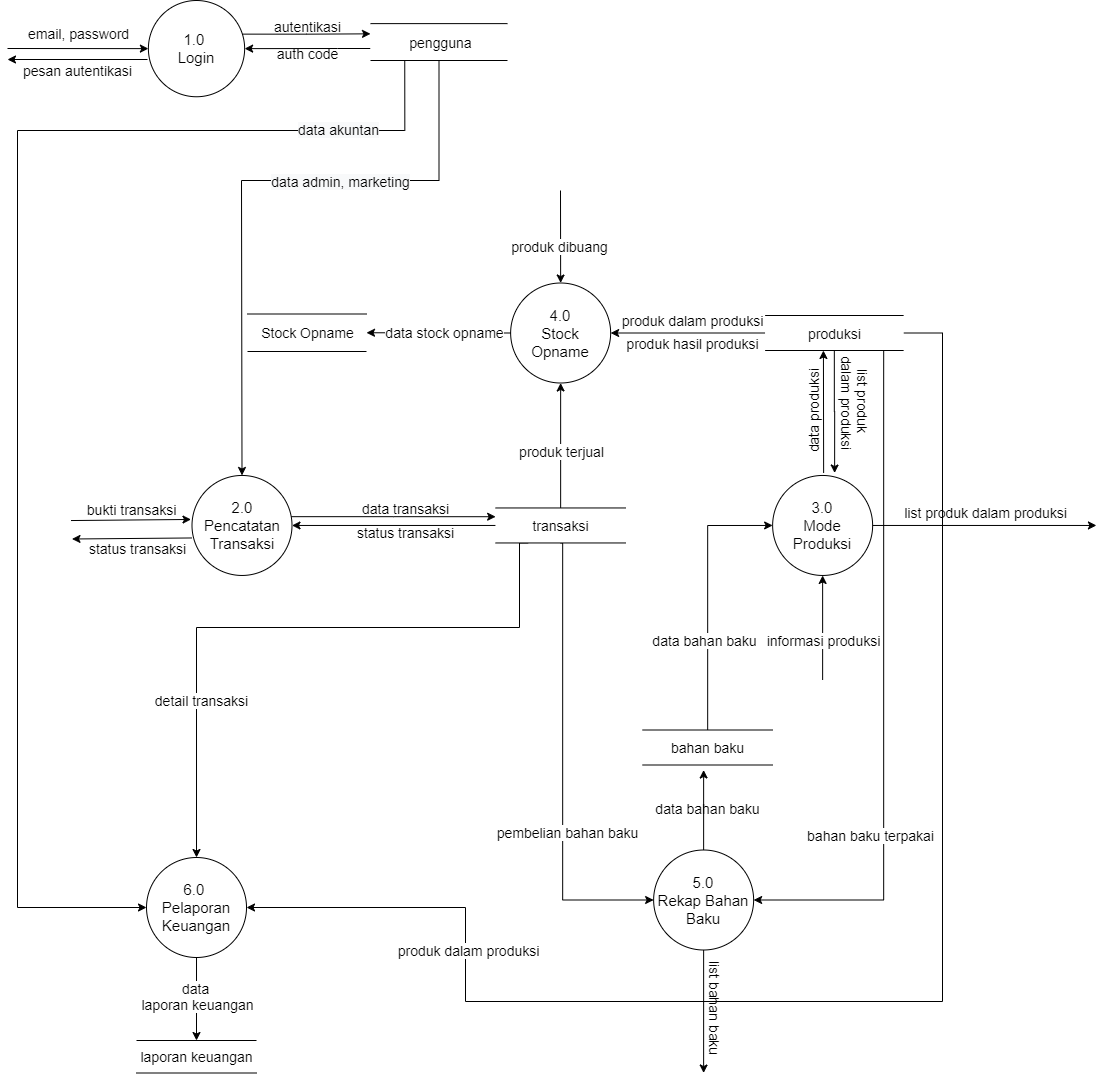 email, password
pesan autentikasi
1.0
Login
autentikasi
auth code
pengguna
data akuntan
data admin, marketing
produk dibuang
Stock Opname
data stock opname
4.0
Stock
Opname
produk dalam produksi
produk hasil produksi
produksi
data produksi
list produk
dalam produksi
produk terjual
bukti transaksi
status transaksi
2.0
Pencatatan
Transaksi
data transaksi
status transaksi
transaksi
3.0
Mode
Produksi
list produk dalam produksi
data bahan baku
informasi produksi
detail transaksi
bahan baku
data bahan baku
pembelian bahan baku
bahan baku terpakai
6.0
Pelaporan
Keuangan
5.0
Rekap Bahan
Baku
produk dalam produksi
list bahan baku
data
laporan keuangan
laporan keuangan